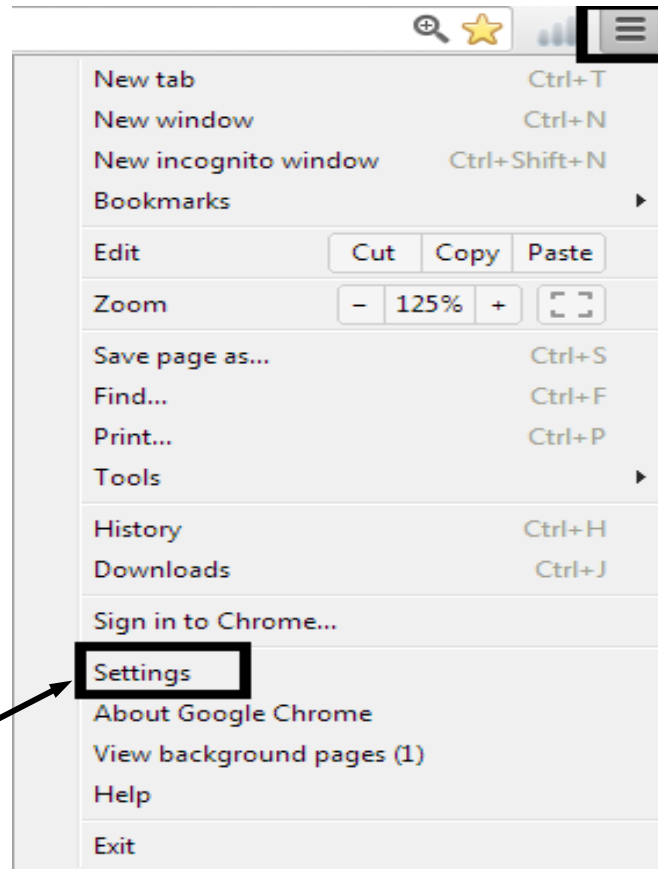 New tab Ctrl+T
New window Ctrl+N
New incognito window Ctrl+Shift+N
Bookmarks
Edit Cut Copy Paste
Zoom − 125% +
Save page as... Ctrl+S
Find... Ctrl+F
Print... Ctrl+P
Tools
History Ctrl+H
Downloads Ctrl+J
Sign in to Chrome...
Settings
About Google Chrome
View background pages (1)
Help
Exit